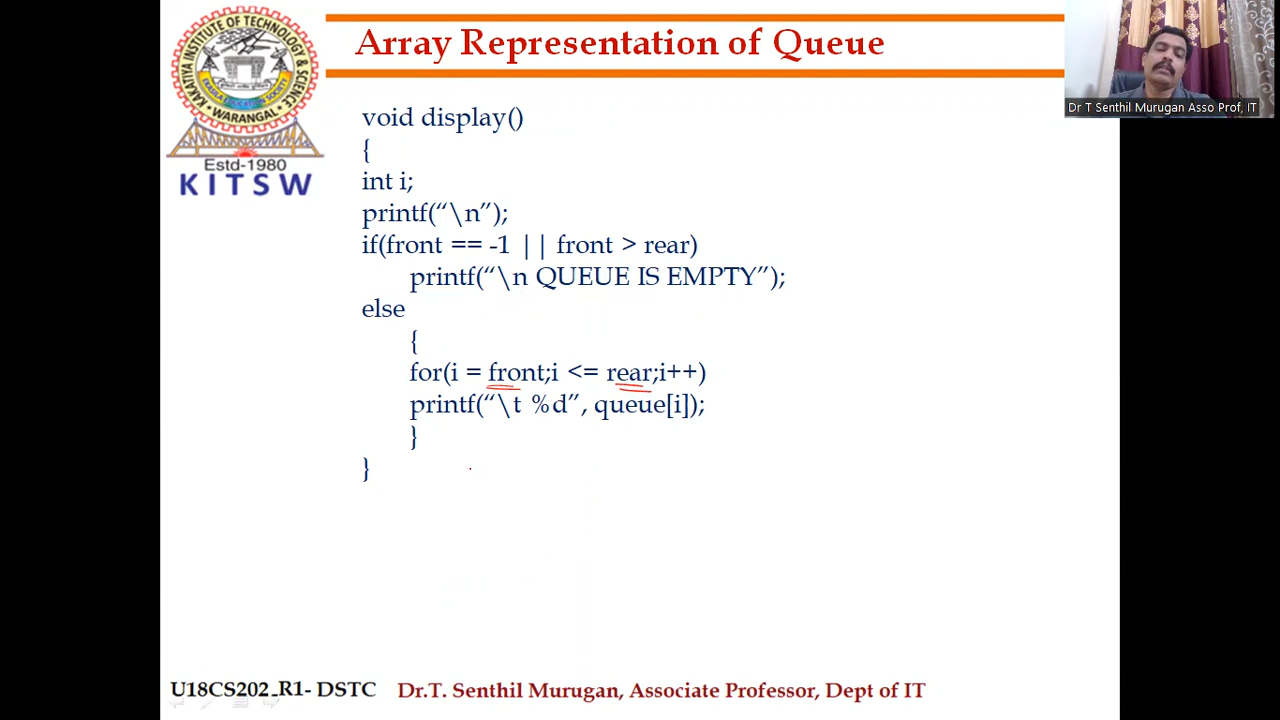 Array Representation of Queue
KAKATIYA INSTITUTE OF TECHNOLOGY & SCIENCE
WARANGAL
Estd-1980
KITSW
Dr T Senthil Murugan Asso Prof, IT
void display()
{
int i;
printf(“\n”);
if(front == -1 || front > rear)
printf(“\n QUEUE IS EMPTY”);
else
{
for(i = front;i <= rear;i++)
printf(“\t %d”, queue[i]);
}
}
U18CS202_R1- DSTC
Dr.T. Senthil Murugan, Associate Professor, Dept of IT